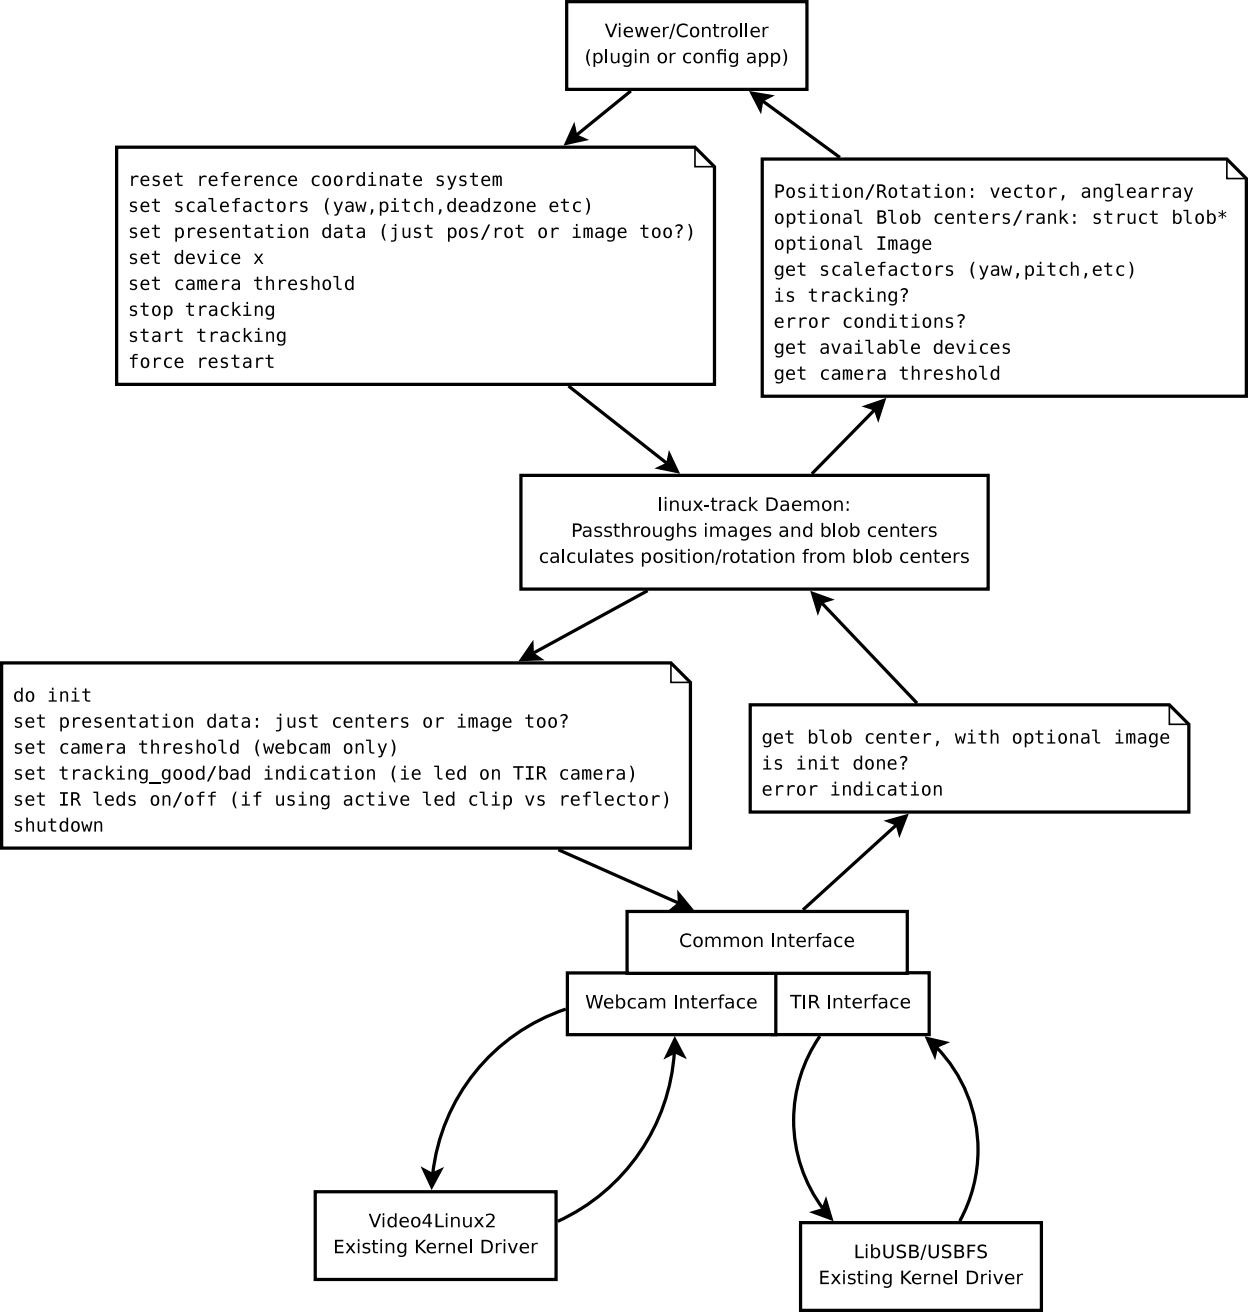 Viewer/Controller
(plugin or config app)
reset reference coordinate system
set scalefactors (yaw,pitch,deadzone etc)
set presentation data (just pos/rot or image too?)
set device x
set camera threshold
stop tracking
start tracking
force restart
Position/Rotation: vector, anglearray
optional Blob centers/rank: struct blob*
optional Image
get scalefactors (yaw,pitch,etc)
is tracking?
error conditions?
get available devices
get camera threshold
linux-track Daemon:
Passthroughs images and blob centers
calculates position/rotation from blob centers
do init
set presentation data: just centers or image too?
set camera threshold (webcam only)
set tracking_good/bad indication (ie led on TIR camera)
set IR leds on/off (if using active led clip vs reflector)
shutdown
get blob center, with optional image
is init done?
error indication
Common Interface
Webcam Interface
TIR Interface
Video4Linux2
Existing Kernel Driver
LibUSB/USBFS
Existing Kernel Driver